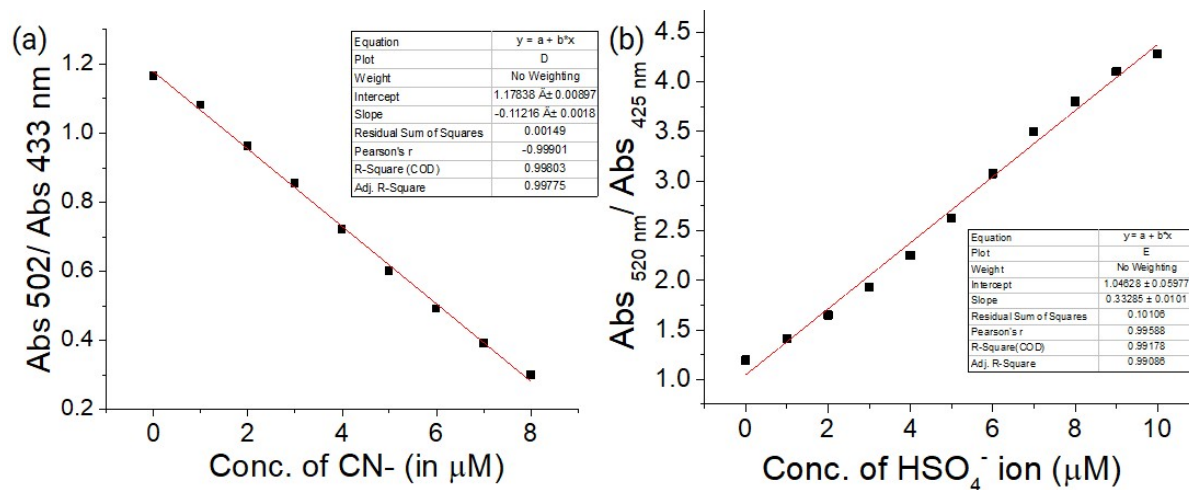 (a)
Abs 502/ Abs 433 nm
1.2
1.0
0.8
0.6
0.4
0.2
0 2 4 6 8
Conc. of CN- (in μM)
Equation y = a + b*x
Plot D
Weight No Weighting
Intercept 1.17838 Â± 0.00897
Slope -0.11216 Â± 0.0018
Residual Sum of Squares 0.00149
Pearson's r -0.99901
R-Square (COD) 0.99803
Adj. R-Square 0.99775
(b)
Abs 520 nm/ Abs 425 nm
4.5
4.0
3.5
3.0
2.5
2.0
1.5
1.0
0 2 4 6 8 10
Conc. of HSO₄⁻ ion (μM)
Equation y = a + b*x
Plot E
Weight No Weighting
Intercept 1.04628 ± 0.05977
Slope 0.33285 ± 0.0101
Residual Sum of Squares 0.10106
Pearson's r 0.99588
R-Square(COD) 0.99178
Adj. R-Square 0.99086